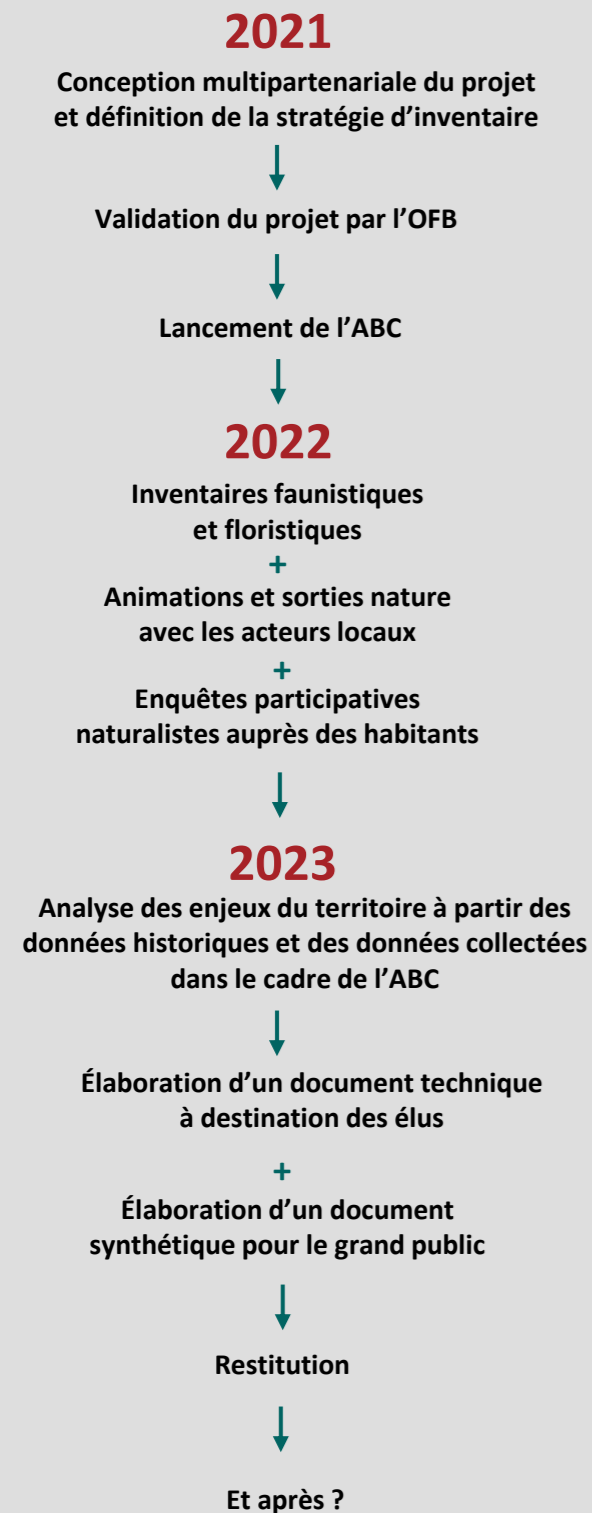 2021
Conception multipartenariale du projet
et définition de la stratégie d’inventaire
Validation du projet par l’OFB
Lancement de l’ABC
2022
Inventaires faunistiques
et floristiques
+
Animations et sorties nature
avec les acteurs locaux
+
Enquêtes participatives
naturalistes auprès des habitants
2023
Analyse des enjeux du territoire à partir des
données historiques et des données collectées
dans le cadre de l’ABC
Élaboration d’un document technique
à destination des élus
+
Élaboration d’un document
synthétique pour le grand public
Restitution
Et après ?